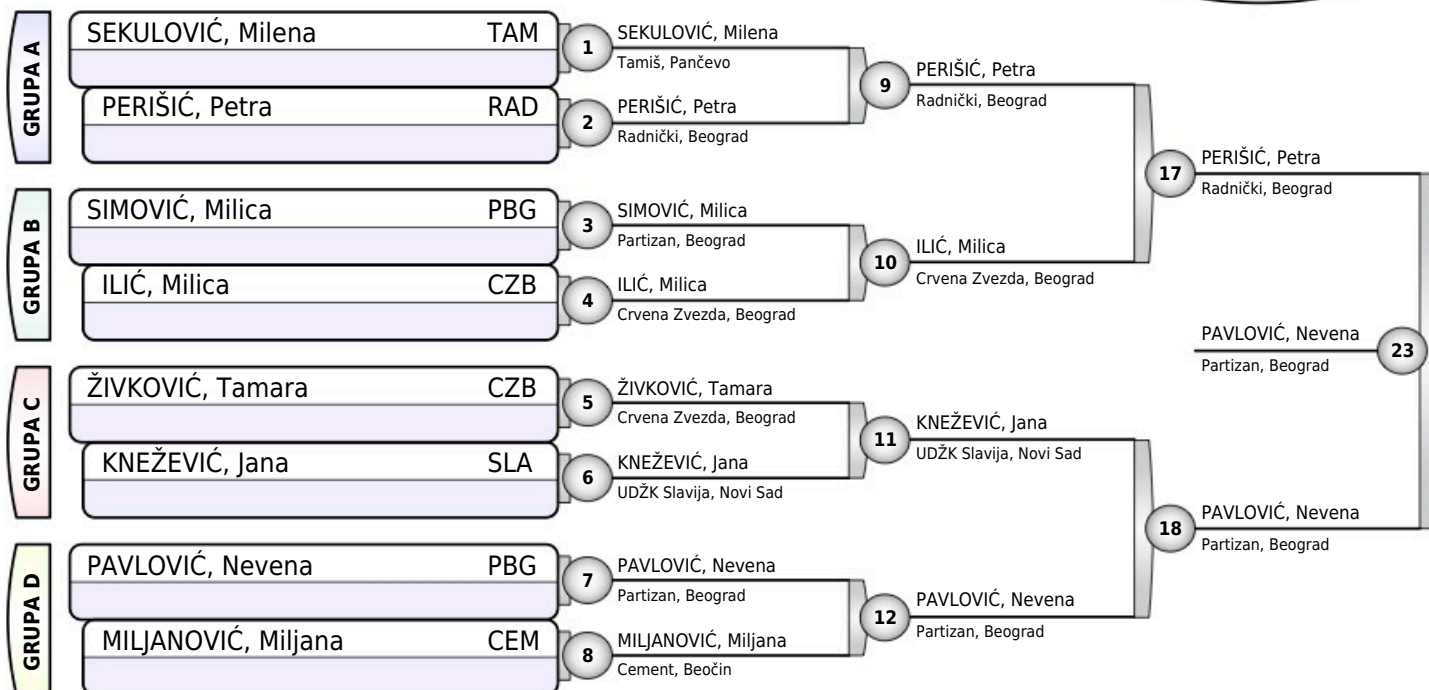 GRUPA A
SEKULOVIĆ, Milena TAM
PERIŠIĆ, Petra RAD
GRUPA B
SIMOVIĆ, Milica PBG
ILIĆ, Milica CZB
GRUPA C
ŽIVKOVIĆ, Tamara CZB
KNEŽEVIĆ, Jana SLA
GRUPA D
PAVLOVIĆ, Nevena PBG
MILJANOVIĆ, Miljana CEM
1
SEKULOVIĆ, Milena
Tamiš, Pančevo
2
PERIŠIĆ, Petra
Radnički, Beograd
3
SIMOVIĆ, Milica
Partizan, Beograd
4
ILIĆ, Milica
Crvena Zvezda, Beograd
5
ŽIVKOVIĆ, Tamara
Crvena Zvezda, Beograd
6
KNEŽEVIĆ, Jana
UDŽK Slavija, Novi Sad
7
PAVLOVIĆ, Nevena
Partizan, Beograd
8
MILJANOVIĆ, Miljana
Cement, Beočin
9
PERIŠIĆ, Petra
Radnički, Beograd
10
ILIĆ, Milica
Crvena Zvezda, Beograd
11
KNEŽEVIĆ, Jana
UDŽK Slavija, Novi Sad
12
PAVLOVIĆ, Nevena
Partizan, Beograd
17
PERIŠIĆ, Petra
Radnički, Beograd
18
PAVLOVIĆ, Nevena
Partizan, Beograd
PAVLOVIĆ, Nevena
Partizan, Beograd
23